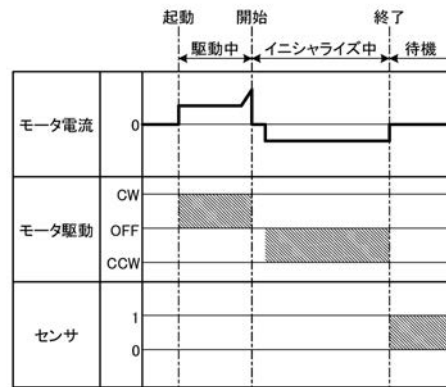 起動 開始 終了
駆動中 イニシャライズ中 待機
モータ電流 0
CW
モータ駆動 OFF
CCW
1
センサ
0